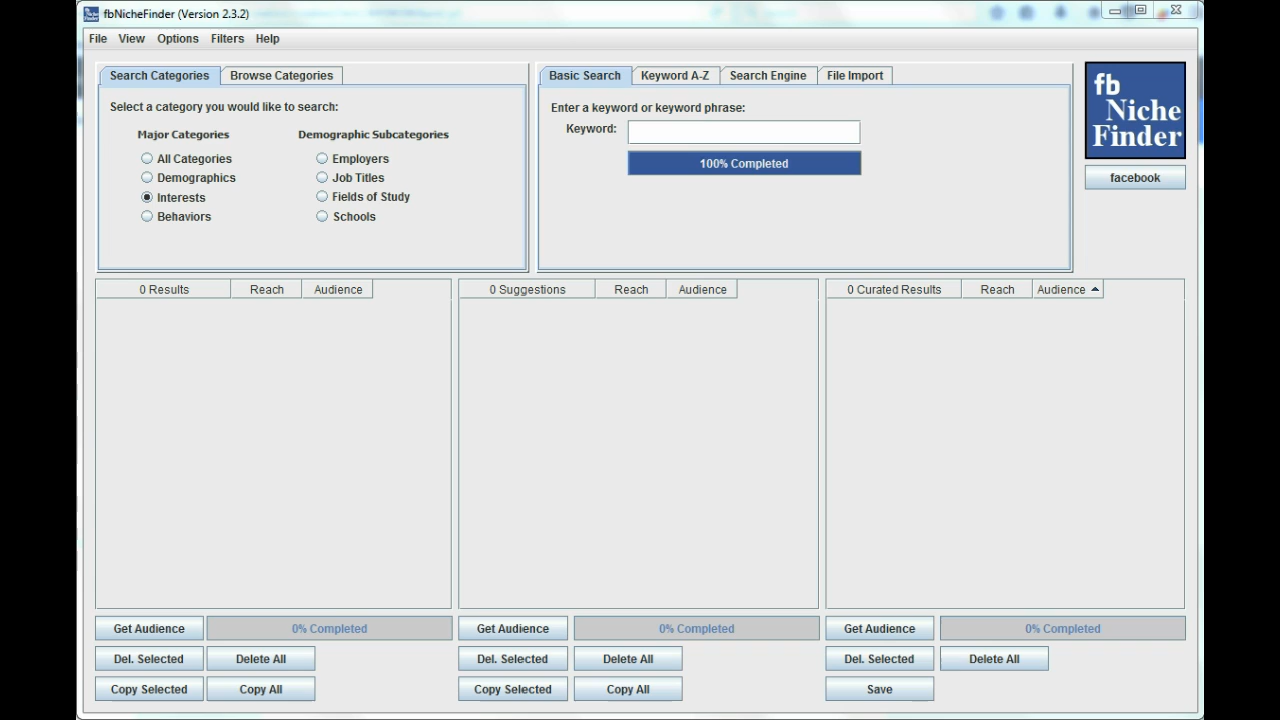 fbNicheFinder (Version 2.3.2)
File View Options Filters Help
Search Categories Browse Categories
Select a category you would like to search:
Major Categories Demographic Subcategories
All Categories Employers
Demographics Job Titles
Interests Fields of Study
Behaviors Schools
Basic Search Keyword A-Z Search Engine File Import
Enter a keyword or keyword phrase:
Keyword:
100% Completed
fb
Niche
Finder
facebook
0 Results Reach Audience 0 Suggestions Reach Audience 0 Curated Results Reach Audience
Get Audience 0% Completed Get Audience 0% Completed Get Audience 0% Completed
Del. Selected Delete All Del. Selected Delete All Del. Selected Delete All
Copy Selected Copy All Copy Selected Copy All Save